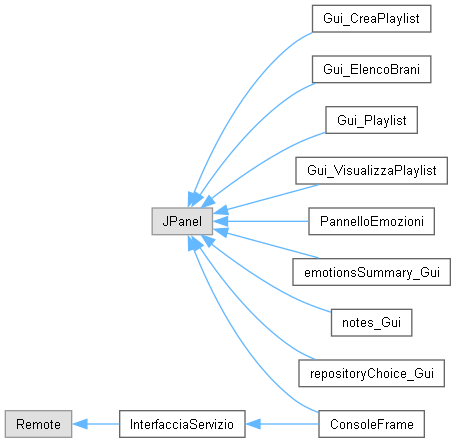 Gui_CreaPlaylist
Gui_ElencoBrani
Gui_Playlist
Gui_VisualizzaPlaylist
JPanel
PannelloEmozioni
emotionsSummary_Gui
notes_Gui
repositoryChoice_Gui
Remote
InterfacciaServizio
ConsoleFrame